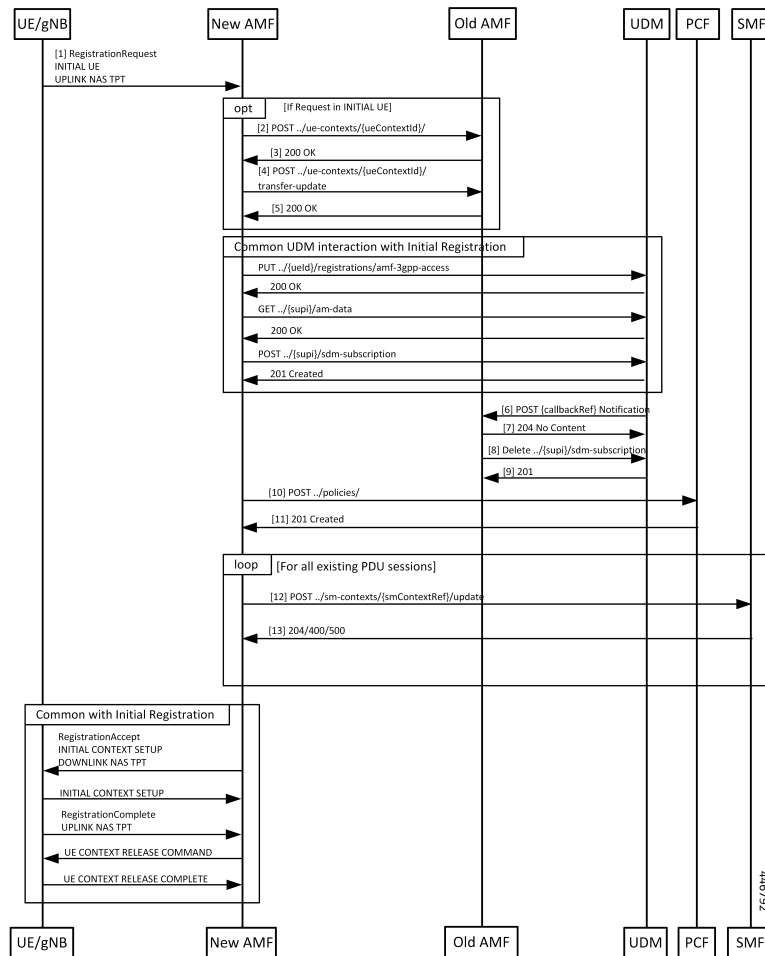 UE/gNB
New AMF
Old AMF
UDM
PCF
SMF
[1] RegistrationRequest
INITIAL UE
UPLINK NAS TPT
opt
[If Request in INITIAL UE]
[2] POST ../ue-contexts/{ueContextId}/
[3] 200 OK
[4] POST ../ue-contexts/{ueContextId}/
transfer-update
[5] 200 OK
Common UDM interaction with Initial Registration
PUT ../{ueId}/registrations/amf-3gpp-access
200 OK
GET ../{supi}/am-data
200 OK
POST ../{supi}/sdm-subscription
201 Created
[6] POST {callbackRef} Notification
[7] 204 No Content
[8] Delete ../{supi}/sdm-subscription
[9] 201
[10] POST ../policies/
[11] 201 Created
loop
[For all existing PDU sessions]
[12] POST ../sm-contexts/{smContextRef}/update
[13] 204/400/500
Common with Initial Registration
RegistrationAccept
INITIAL CONTEXT SETUP
DOWNLINK NAS TPT
INITIAL CONTEXT SETUP
RegistrationComplete
UPLINK NAS TPT
UE CONTEXT RELEASE COMMAND
UE CONTEXT RELEASE COMPLETE
446792
UE/gNB
New AMF
Old AMF
UDM
PCF
SMF